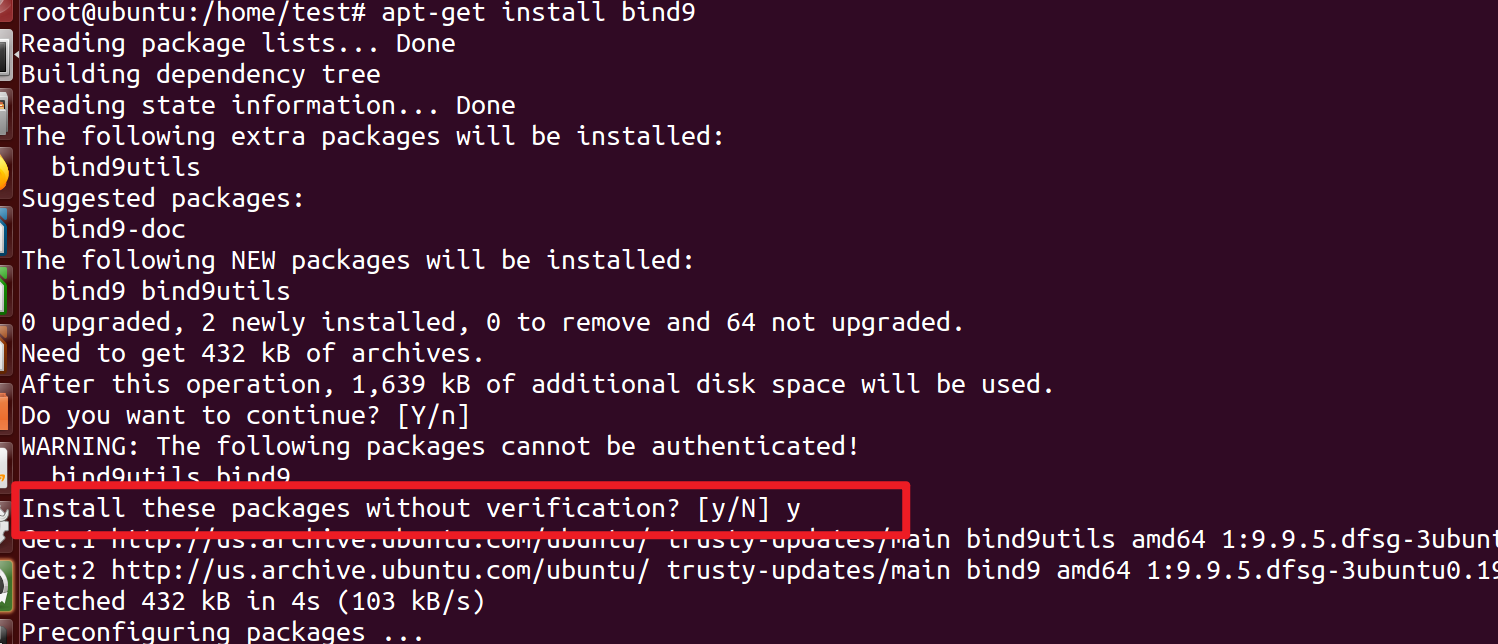 root@ubuntu:/home/test# apt-get install bind9
Reading package lists... Done
Building dependency tree
Reading state information... Done
The following extra packages will be installed:
  bind9utils
Suggested packages:
  bind9-doc
The following NEW packages will be installed:
  bind9 bind9utils
0 upgraded, 2 newly installed, 0 to remove and 64 not upgraded.
Need to get 432 kB of archives.
After this operation, 1,639 kB of additional disk space will be used.
Do you want to continue? [Y/n]
WARNING: The following packages cannot be authenticated!
  bind9utils bind9
Install these packages without verification? [y/N] y
Get:1 http://us.archive.ubuntu.com/ubuntu/ trusty-updates/main bind9utils amd64 1:9.9.5.dfsg-3ubunt
Get:2 http://us.archive.ubuntu.com/ubuntu/ trusty-updates/main bind9 amd64 1:9.9.5.dfsg-3ubuntu0.19
Fetched 432 kB in 4s (103 kB/s)
Preconfiguring packages ...